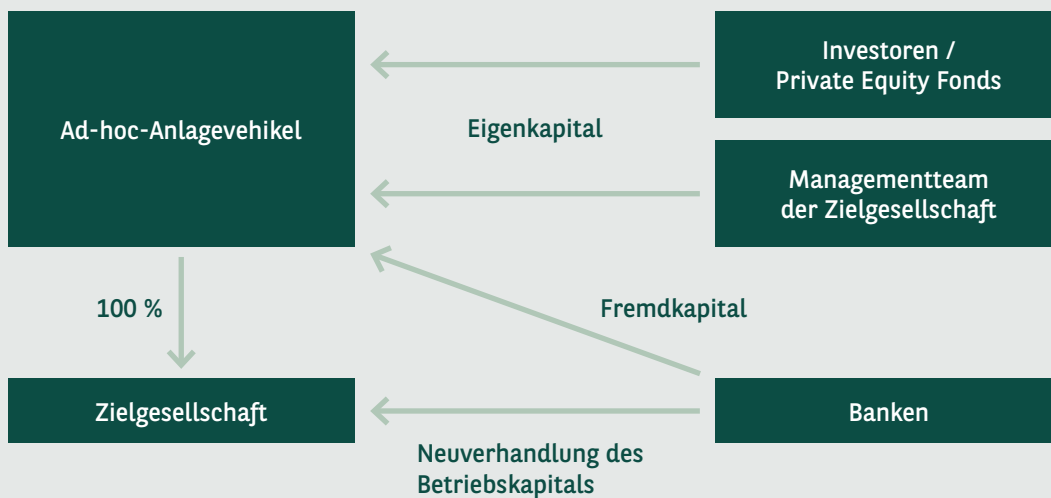 Ad-hoc-Anlagevehikel
Investoren /
Private Equity Fonds
Eigenkapital
Managementteam
der Zielgesellschaft
100 %
Fremdkapital
Zielgesellschaft
Banken
Neuverhandlung des
Betriebskapitals